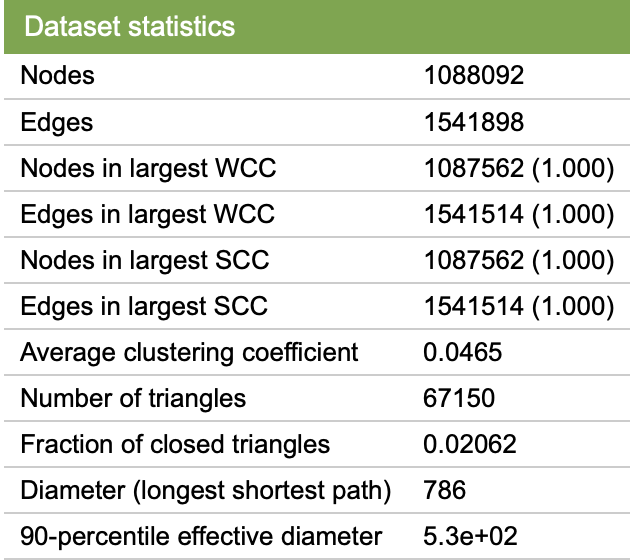 Dataset statistics
Nodes 1088092
Edges 1541898
Nodes in largest WCC 1087562 (1.000)
Edges in largest WCC 1541514 (1.000)
Nodes in largest SCC 1087562 (1.000)
Edges in largest SCC 1541514 (1.000)
Average clustering coefficient 0.0465
Number of triangles 67150
Fraction of closed triangles 0.02062
Diameter (longest shortest path) 786
90-percentile effective diameter 5.3e+02